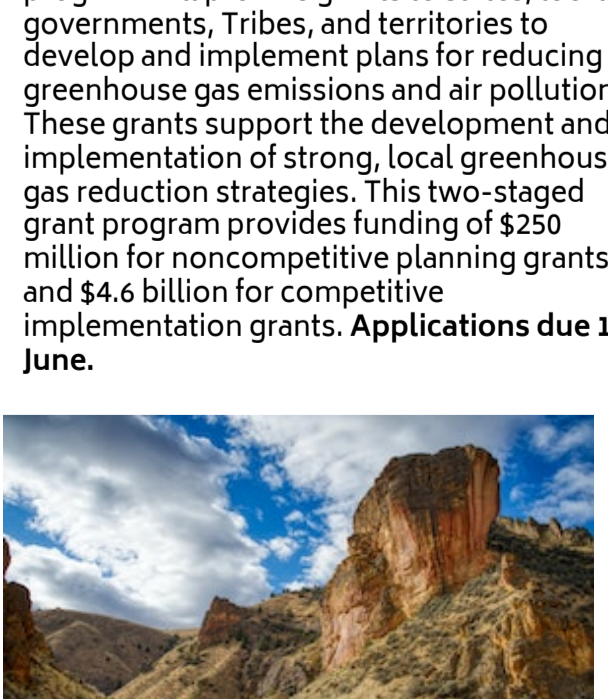 governments, Tribes, and territories to
develop and implement plans for reducing
greenhouse gas emissions and air pollution
These grants support the development and
implementation of strong, local greenhous
gas reduction strategies. This two-staged
grant program provides funding of $250
million for noncompetitive planning grants
and $4.6 billion for competitive
implementation grants. Applications due 1
June.